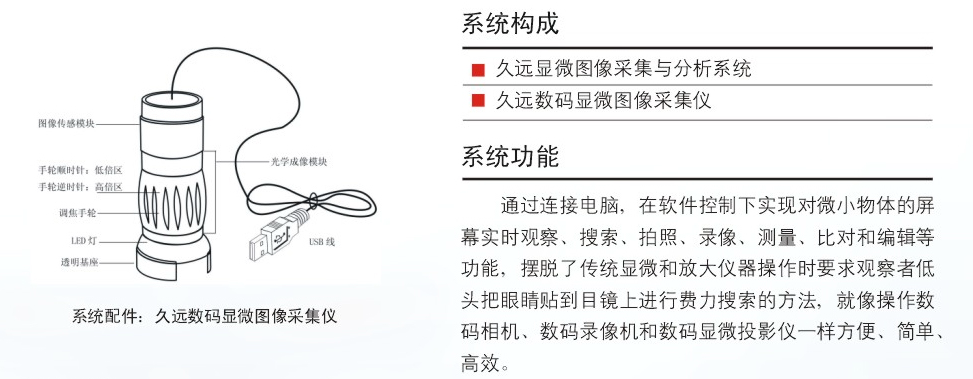 图像传感模块
手轮顺时针：低倍区
手轮逆时针：高倍区
调焦手轮
LED 灯
透明基座
光学成像模块
USB 线
系统配件：久远数码显微图像采集仪
系统构成
久远显微图像采集与分析系统
久远数码显微图像采集仪
系统功能
通过连接电脑，在软件控制下实现对微小物体的屏
幕实时观察、搜索、拍照、录像、测量、比对和编辑等
功能，摆脱了传统显微和放大仪器操作时要求观察者低
头把眼睛贴到目镜上进行费力搜索的方法，就像操作数
码相机、数码录像机和数码显微投影仪一样方便、简单、
高效。